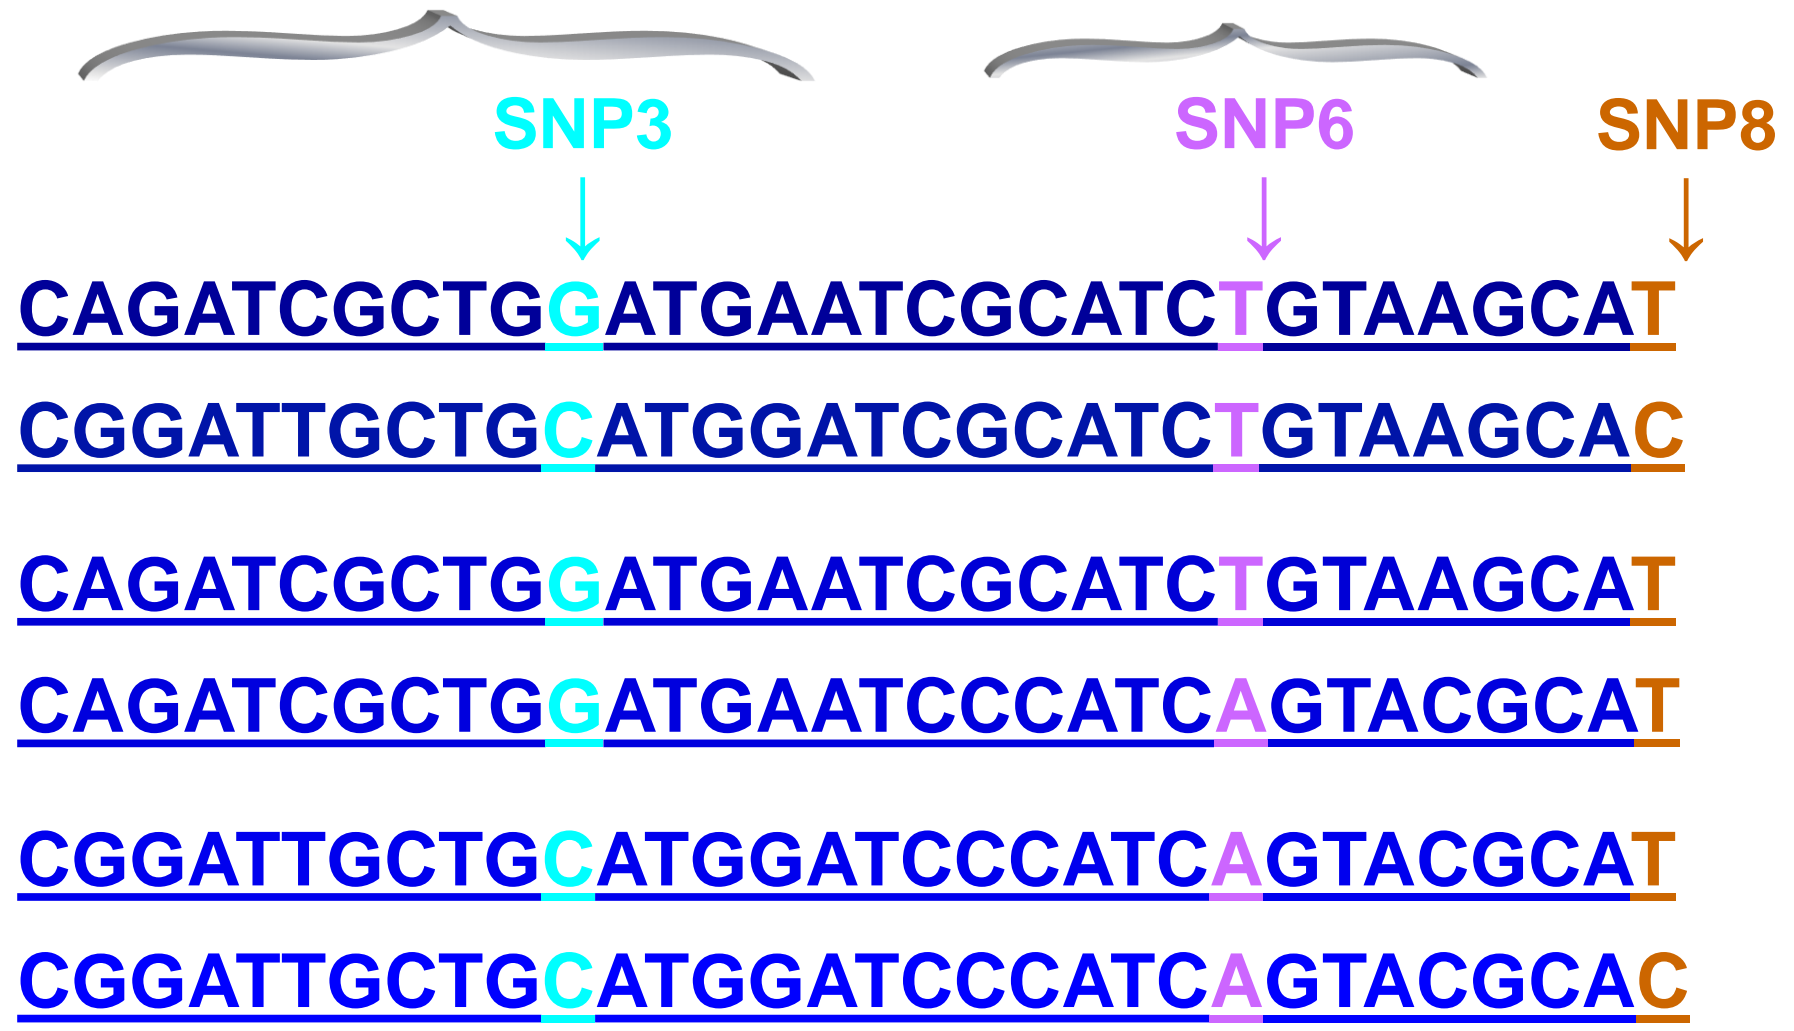 SNP3 SNP6 SNP8
CAGATCGCTGGATGAATCGCATCTGTAAGCAT
CGGATTGCTGCATGGATCGCATCTGTAAGCAC
CAGATCGCTGGATGAATCGCATCTGTAAGCAT
CAGATCGCTGGATGAATCCCATCAGTACGCAT
CGGATTGCTGCATGGATCCCATCAGTACGCAT
CGGATTGCTGCATGGATCCCATCAGTACGCAC